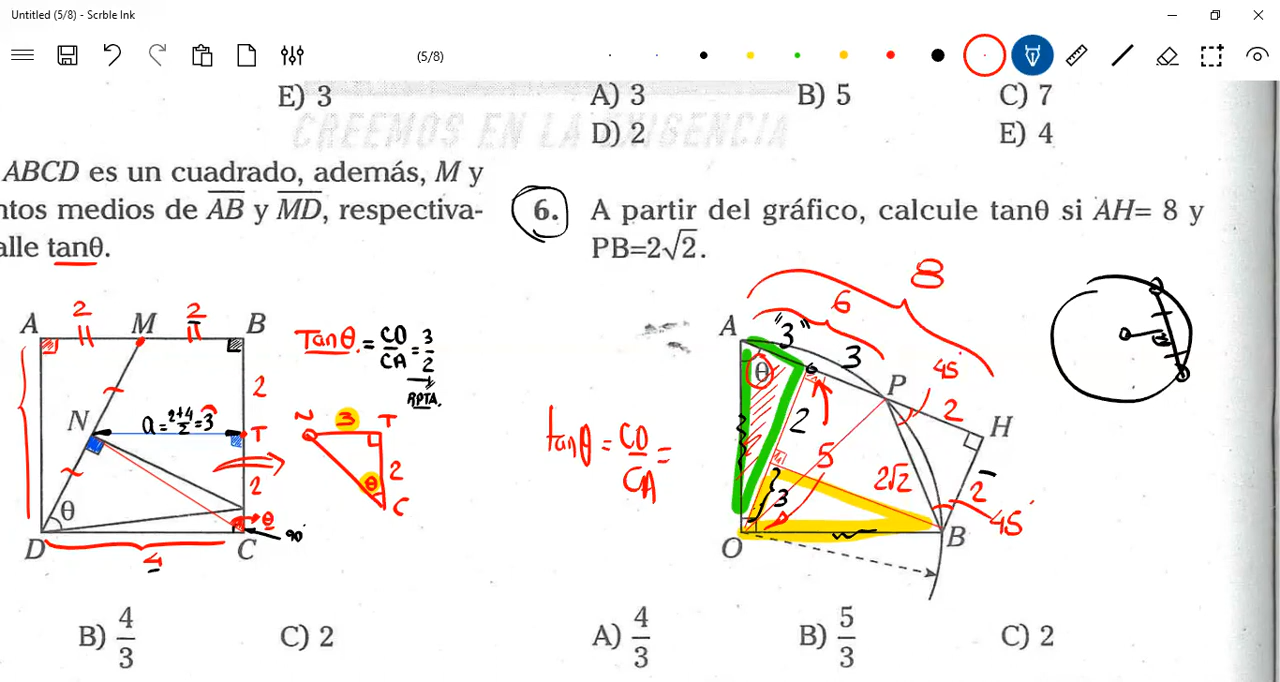 Untitled (5/8) - Scrble Ink
(5/8)
E) 3
A) 3
B) 5
C) 7
D) 2
E) 4
CREEMOS EN LA EXIGENCIA
ABCD es un cuadrado, además, M y
ntos medios de AB y MD, respectiva-
alle tanθ.
6. A partir del gráfico, calcule tanθ si AH= 8 y
PB=2√2.
A 2 M 2 B
Tanθ = CO/CA = 3/2
RPTA.
2
N a = 2+4/2 = 3 T
N 3 T
2
θ
C
2
θ
θ
90°
D 4 C
B) 4/3
C) 2
8
6
A "3" 3 P 45 H
θ
2
2
tanθ = CO/CA =
5
2√2
2
3
45
O B
A) 4/3
B) 5/3
C) 2